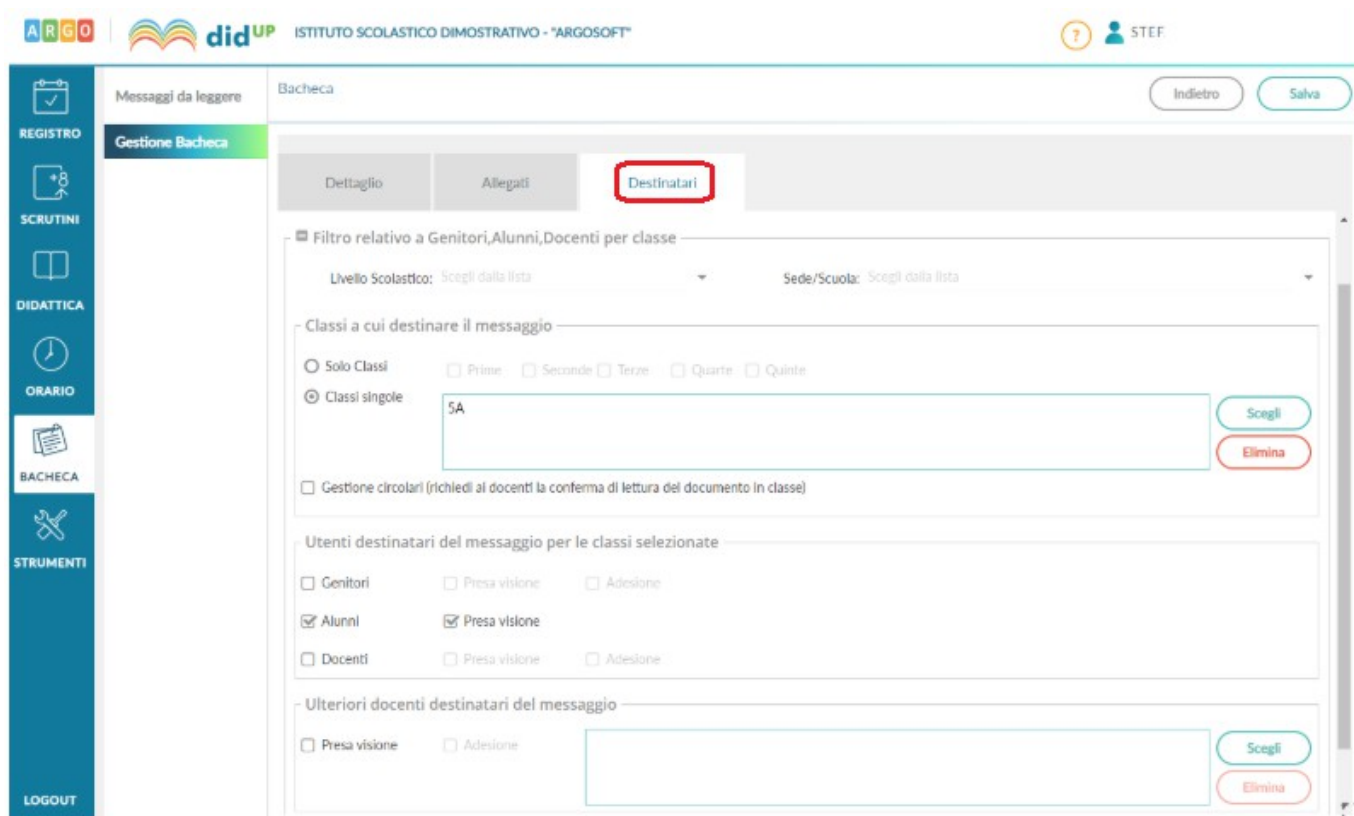 ARGO didUP ISTITUTO SCOLASTICO DIMOSTRATIVO - "ARGOSOFT" ? STEF
REGISTRO
SCRUTINI
DIDATTICA
ORARIO
BACHECA
STRUMENTI
LOGOUT
Messaggi da leggere
Gestione Bacheca
Bacheca Indietro Salva
Dettaglio Allegati Destinatari
Filtro relativo a Genitori,Alunni,Docenti per classe
Livello Scolastico: Scegli dalla lista Sede/Scuola: Scegli dalla lista
Classi a cui destinare il messaggio
Solo Classi Prime Seconde Terze Quarte Quinte
Classi singole 5A Scegli
Elimina
Gestione circolari (richiedi ai docenti la conferma di lettura del documento in classe)
Utenti destinatari del messaggio per le classi selezionate
Genitori Presa visione Adesione
Alunni Presa visione
Docenti Presa visione Adesione
Ulteriori docenti destinatari del messaggio
Presa visione Adesione Scegli
Elimina